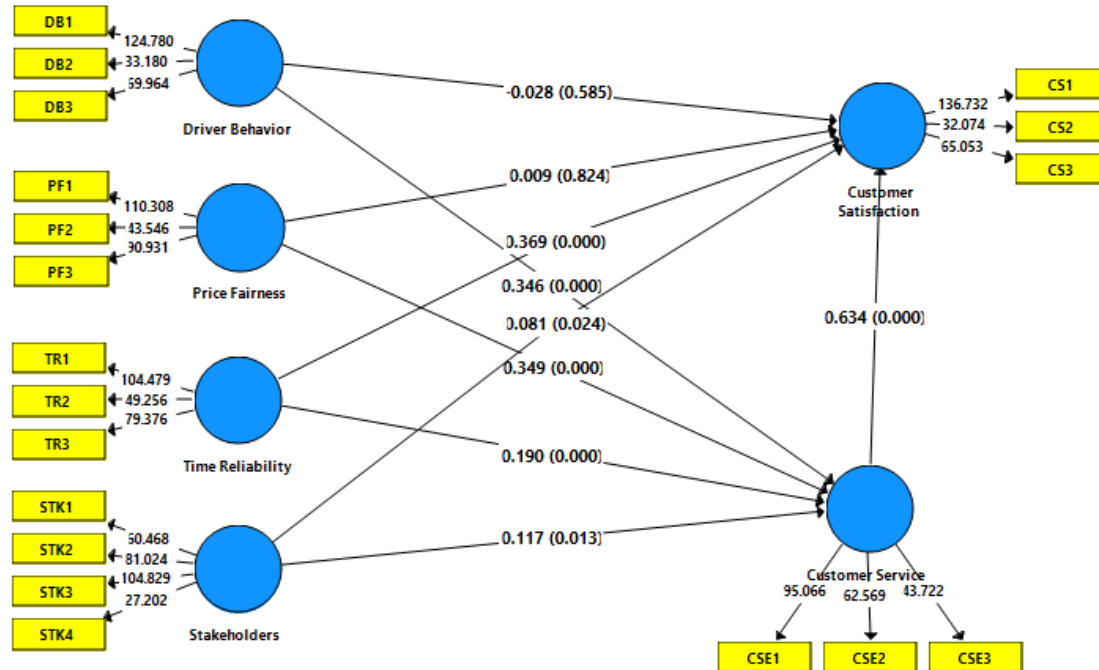 DB1
124.780
DB2
33.180
DB3
Driver Behavior
-0.028 (0.585)
CS1
136.732
32.074
CS2
65.053
CS3
Customer
Satisfaction
PF1
110.308
PF2
43.546
90.931
PF3
Price Fairness
0.009 (0.824)
0.369 (0.000)
0.346 (0.000)
0.081 (0.024)
0.634 (0.000)
0.349 (0.000)
TR1
104.479
TR2
49.256
79.376
TR3
Time Reliability
0.190 (0.000)
STK1
STK2
81.024
STK3
104.829
27.202
STK4
Stakeholders
0.117 (0.013)
Customer Service
95.066
62.569
43.722
CSE1
CSE2
CSE3